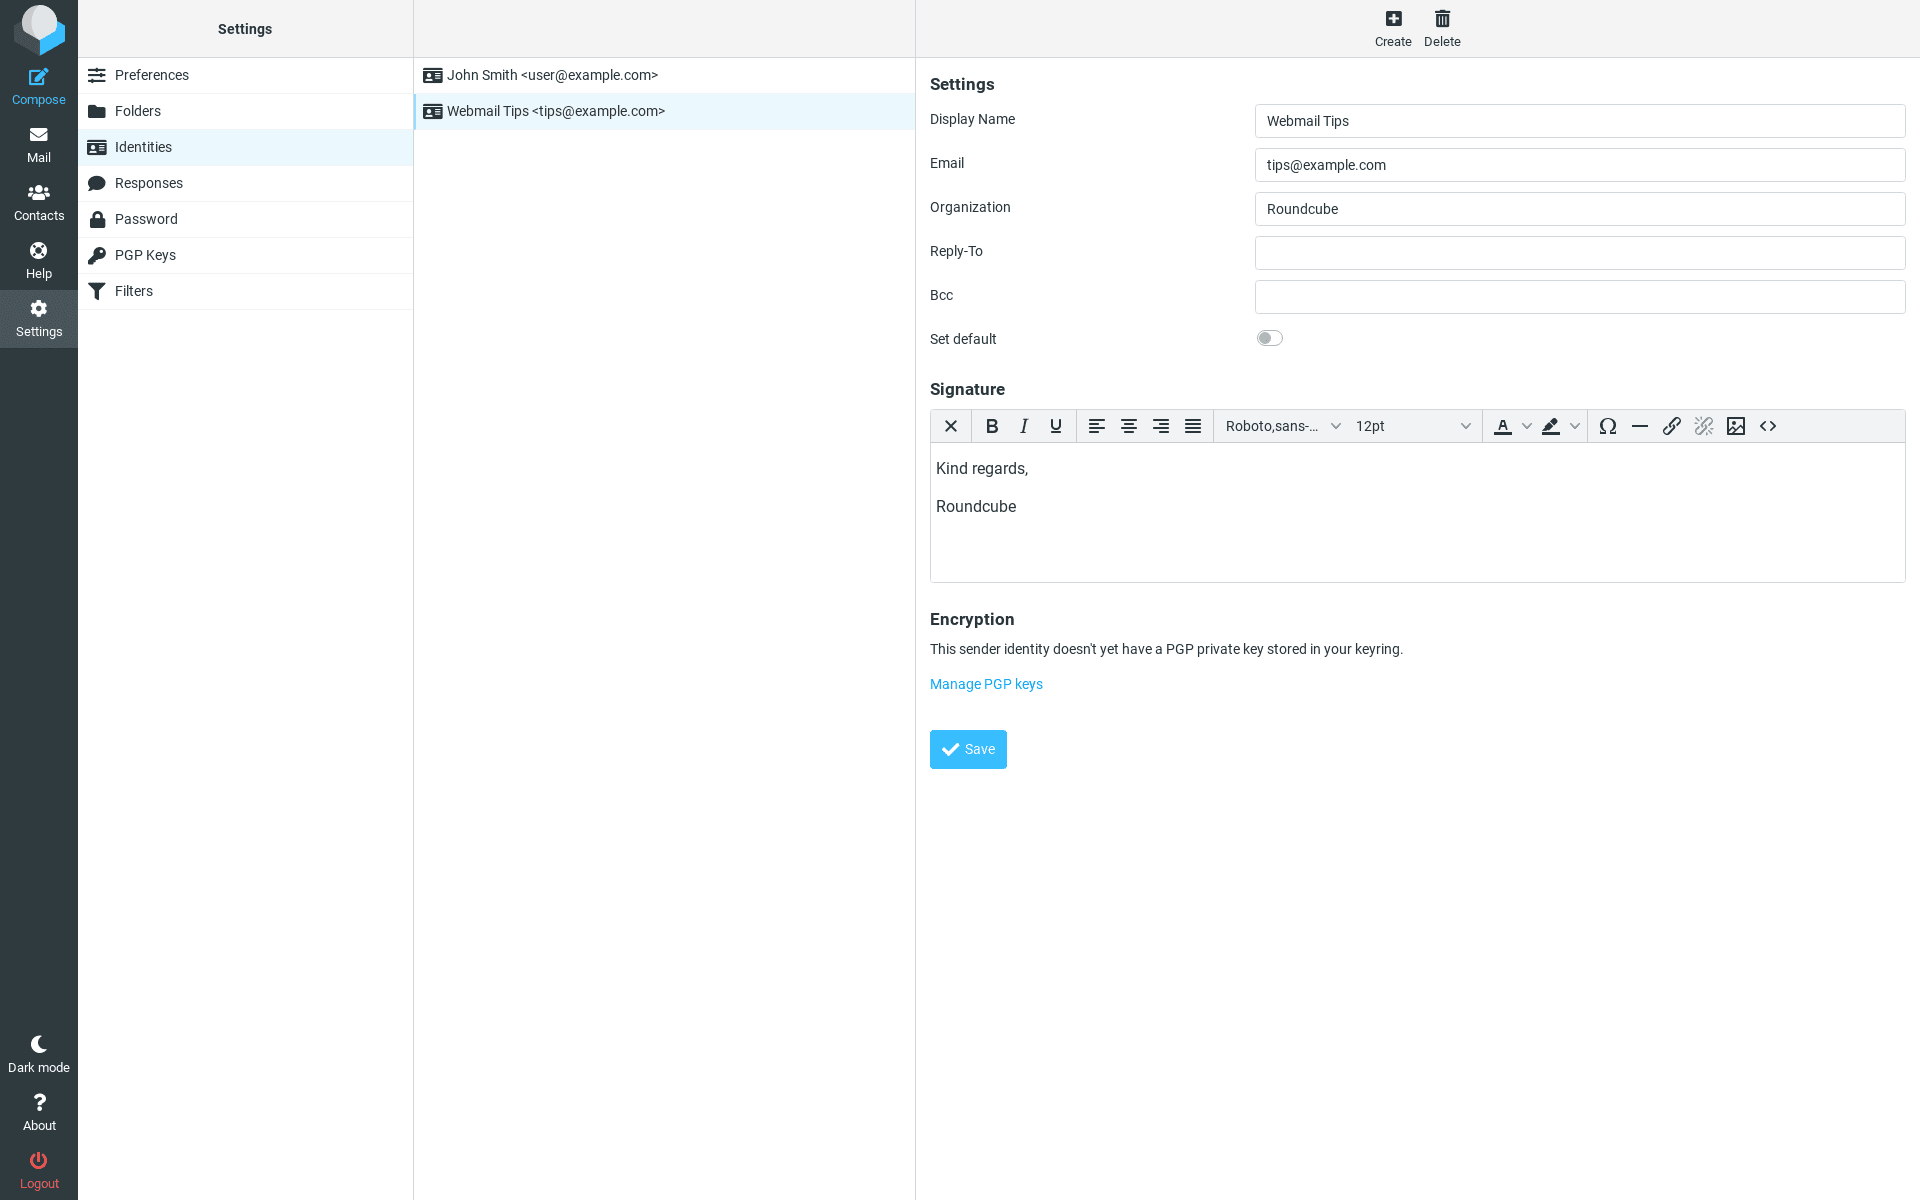 Compose
Mail
Contacts
Help
Settings
Dark mode
About
Logout
Settings
Preferences
Folders
Identities
Responses
Password
PGP Keys
Filters
John Smith <user@example.com>
Webmail Tips <tips@example.com>
Create
Delete
Settings
Display Name
Webmail Tips
Email
tips@example.com
Organization
Roundcube
Reply-To
Bcc
Set default
Signature
B I U Roboto,sans-... 12pt A Ω
Kind regards,
Roundcube
Encryption
This sender identity doesn't yet have a PGP private key stored in your keyring.
Manage PGP keys
Save